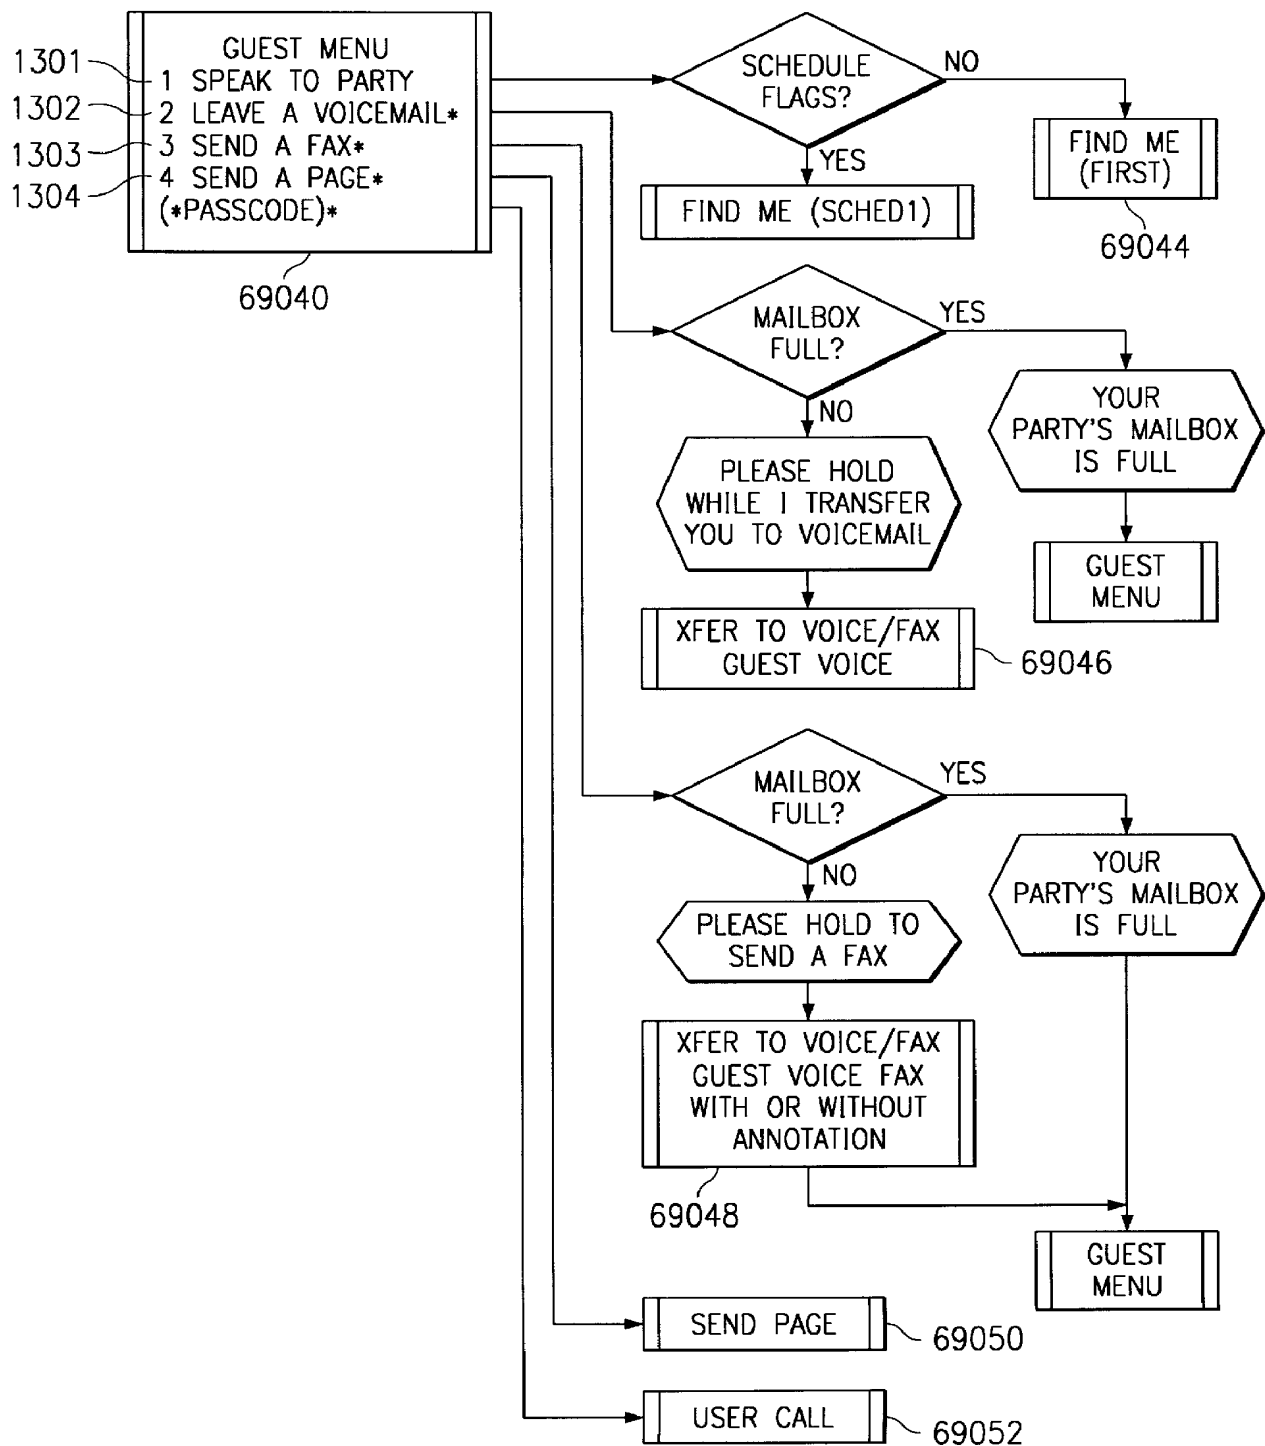 GUEST MENU
1301
1 SPEAK TO PARTY
1302
2 LEAVE A VOICEMAIL*
1303
3 SEND A FAX*
1304
4 SEND A PAGE*
(*PASSCODE)*
69040
SCHEDULE
FLAGS?
NO
YES
FIND ME (SCHED1)
FIND ME
(FIRST)
69044
MAILBOX
FULL?
YES
NO
YOUR
PARTY'S MAILBOX
IS FULL
GUEST
MENU
PLEASE HOLD
WHILE I TRANSFER
YOU TO VOICEMAIL
XFER TO VOICE/FAX
GUEST VOICE
69046
MAILBOX
FULL?
YES
NO
YOUR
PARTY'S MAILBOX
IS FULL
PLEASE HOLD TO
SEND A FAX
XFER TO VOICE/FAX
GUEST VOICE FAX
WITH OR WITHOUT
ANNOTATION
69048
GUEST
MENU
SEND PAGE
69050
USER CALL
69052